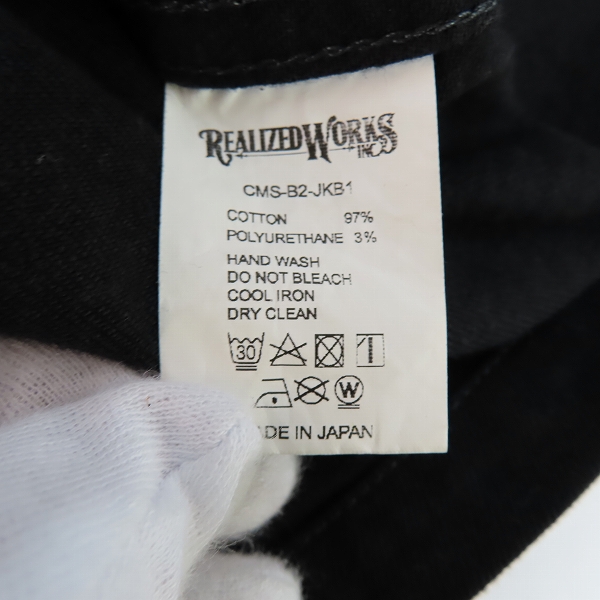 REALIZED WORKS
INC
CMS-B2-JKB1
COTTON 97%
POLYURETHANE 3%
HAND WASH
DO NOT BLEACH
COOL IRON
DRY CLEAN
30
W
MADE IN JAPAN